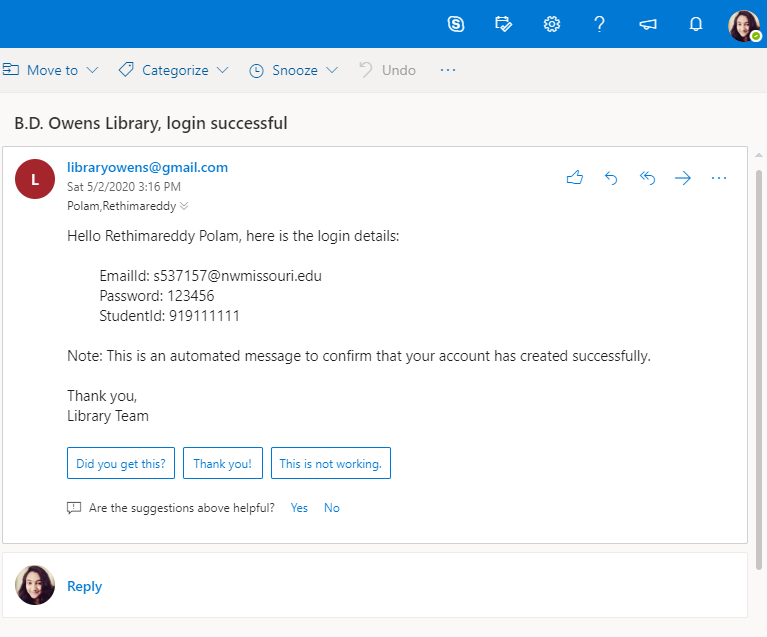 Move to
Categorize
Snooze
Undo
B.D. Owens Library, login successful
L
libraryowens@gmail.com
Sat 5/2/2020 3:16 PM
Polam,Rethimareddy
Hello Rethimareddy Polam, here is the login details:
EmailId: s537157@nwmissouri.edu
Password: 123456
StudentId: 919111111
Note: This is an automated message to confirm that your account has created successfully.
Thank you,
Library Team
Did you get this?
Thank you!
This is not working.
Are the suggestions above helpful? Yes No
Reply